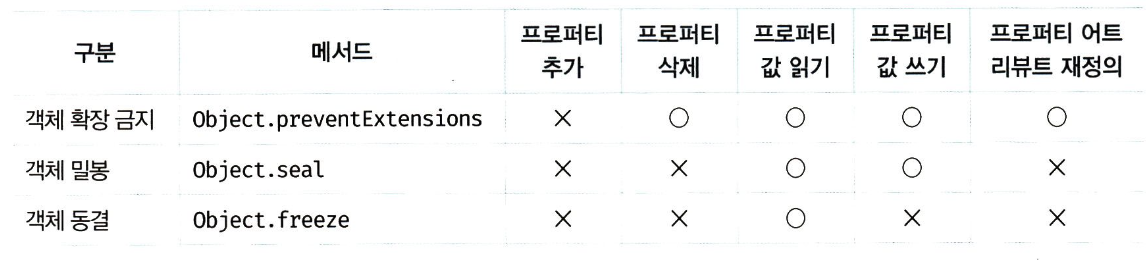 구분 메서드 프로퍼티 추가 프로퍼티 삭제 프로퍼티 값 읽기 프로퍼티 값 쓰기 프로퍼티 어트리뷰트 재정의
객체 확장 금지 Object.preventExtensions × ○ ○ ○ ○
객체 밀봉 Object.seal × × ○ ○ ×
객체 동결 Object.freeze × × ○ × ×